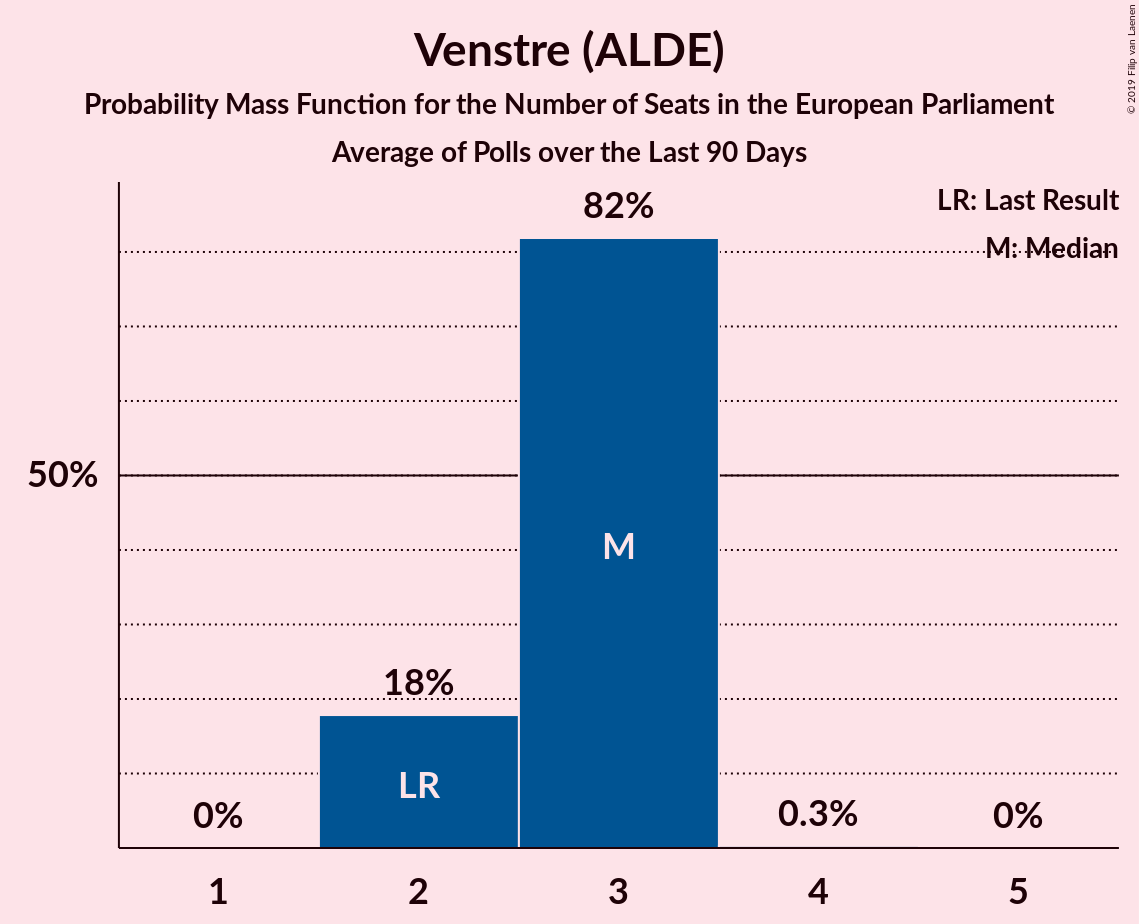 Venstre (ALDE)
Probability Mass Function for the Number of Seats in the European Parliament
Average of Polls over the Last 90 Days
© 2019 Filip van Laenen
LR: Last Result
M: Median
82%
50%
M
18%
LR
0%
0.3%
0%
1
2
3
4
5